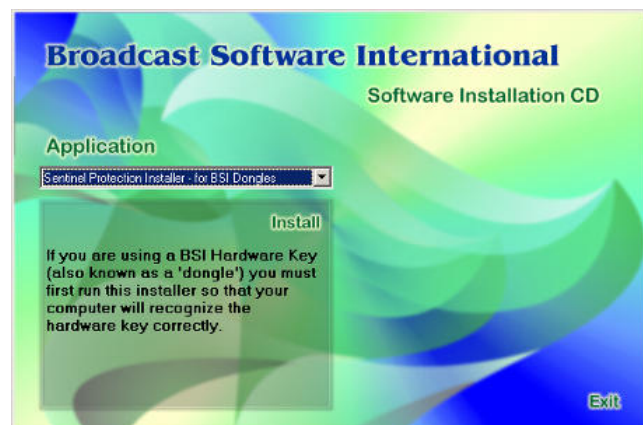 Broadcast Software International
Software Installation CD
Application
Sentinel Protection Installer - for BSI Dongles
Install
If you are using a BSI Hardware Key
(also known as a 'dongle') you must
first run this installer so that your
computer will recognize the
hardware key correctly.
Exit